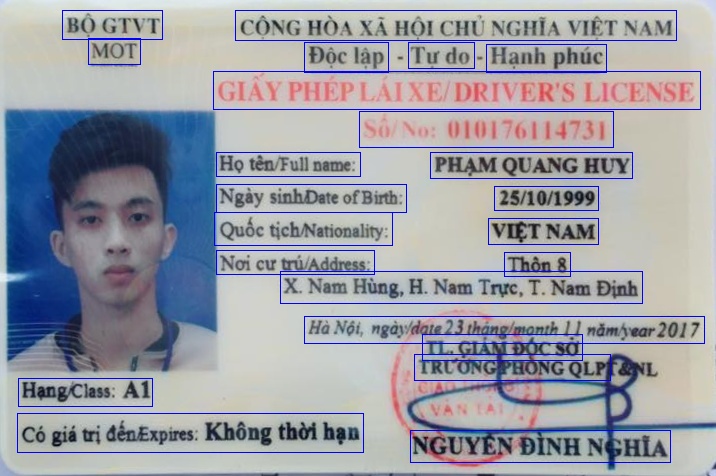 BỘ GTVT
MOT
CỘNG HÒA XÃ HỘI CHỦ NGHĨA VIỆT NAM
Độc lập - Tự do - Hạnh phúc
GIẤY PHÉP LÁI XE/ DRIVER'S LICENSE
Số/No: 010176114731
Họ tên/Full name: PHẠM QUANG HUY
Ngày sinh/Date of Birth: 25/10/1999
Quốc tịch/Nationality: VIỆT NAM
Nơi cư trú/Address: Thôn 8
X. Nam Hùng, H. Nam Trực, T. Nam Định
Hà Nội, ngày/date 23 tháng/month 11 năm/year 2017
TL. GIÁM ĐỐC SỞ
TRƯỞNG PHÒNG QLPT&NL
GIAO THÔNG
VẬN TẢI
Hạng/Class: A1
Có giá trị đến/Expires: Không thời hạn
NGUYỄN ĐÌNH NGHĨA